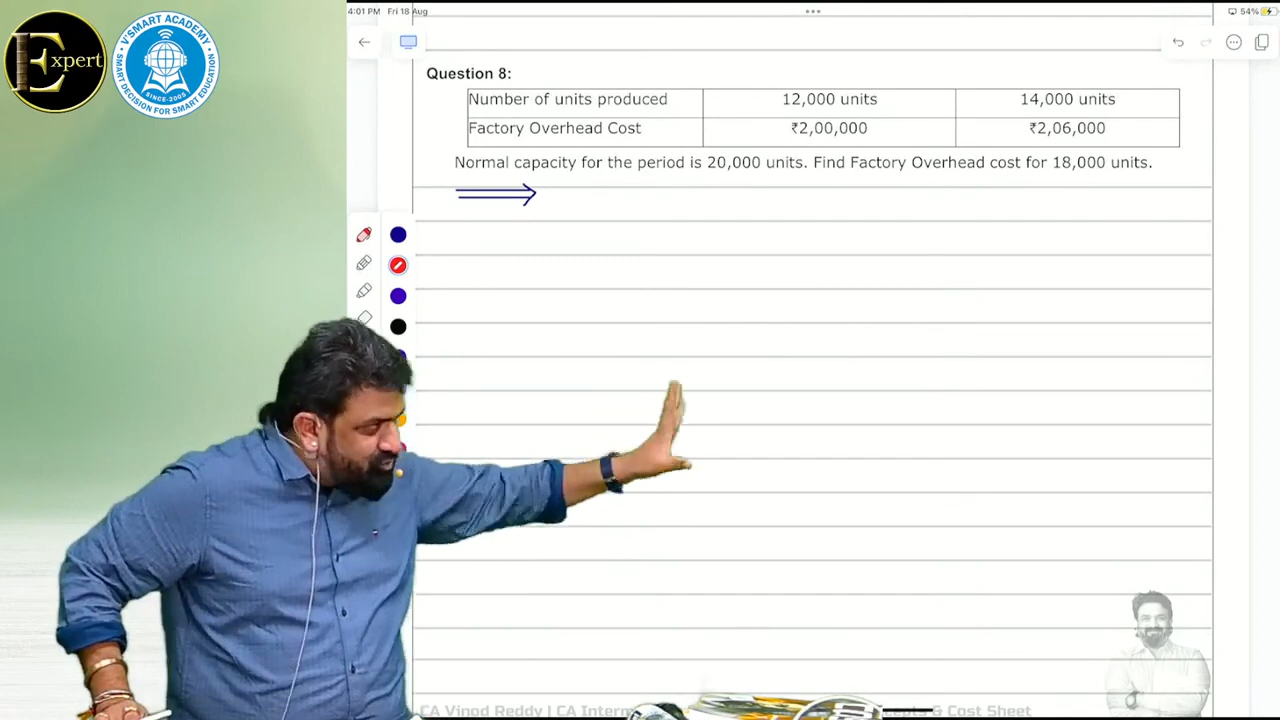 Expert
V'SMART ACADEMY
SINCE-2005
SMART DECISION FOR SMART EDUCATION
4:01 PM Fri 18 Aug
54%
Question 8:
Number of units produced 12,000 units 14,000 units
Factory Overhead Cost ₹2,00,000 ₹2,06,000
Normal capacity for the period is 20,000 units. Find Factory Overhead cost for 18,000 units.
CA Vinod Reddy | CA Interm
& Cost Sheet